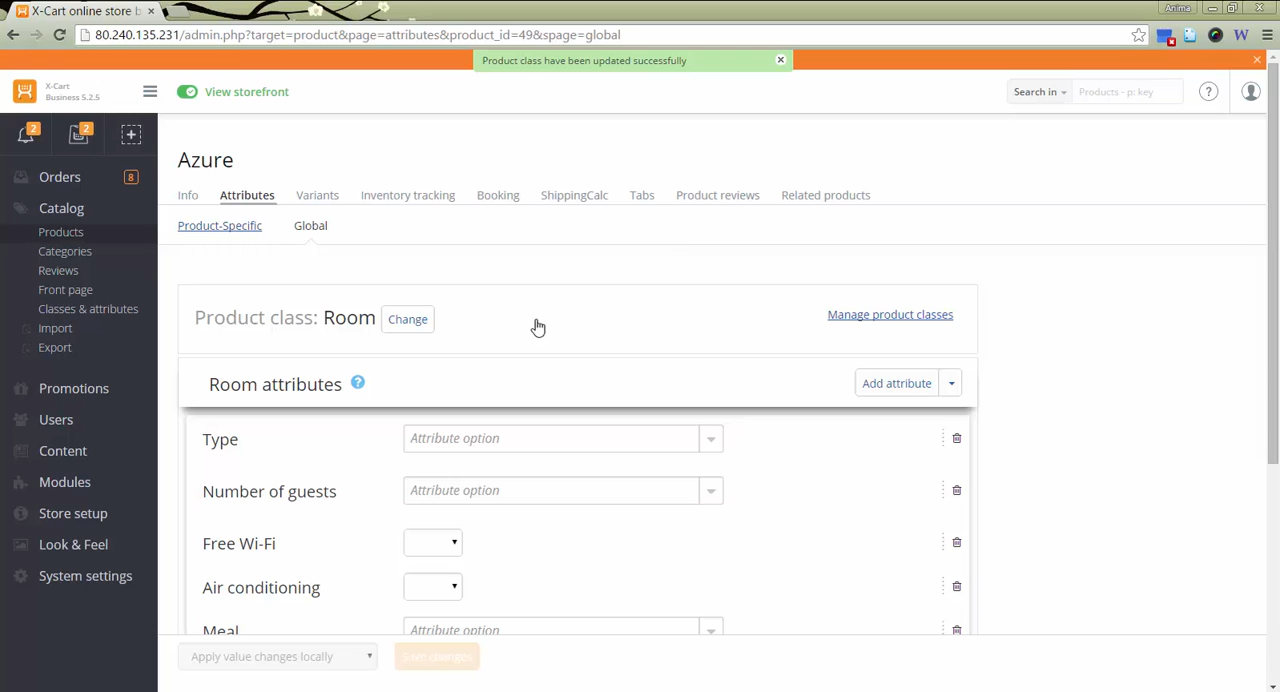 X-Cart online store b
Anima
80.240.135.231/admin.php?target=product&page=attributes&product_id=49&spage=global
Product class have been updated successfully
X-Cart
Business 5.2.5
View storefront
Search in
Products - p: key
2
2
Orders 8
Catalog
Products
Categories
Reviews
Front page
Classes & attributes
Import
Export
Promotions
Users
Content
Modules
Store setup
Look & Feel
System settings
Azure
Info Attributes Variants Inventory tracking Booking ShippingCalc Tabs Product reviews Related products
Product-Specific Global
Product class: Room Change Manage product classes
Room attributes ? Add attribute
Type Attribute option
Number of guests Attribute option
Free Wi-Fi
Air conditioning
Meal Attribute option
Apply value changes locally Save changes